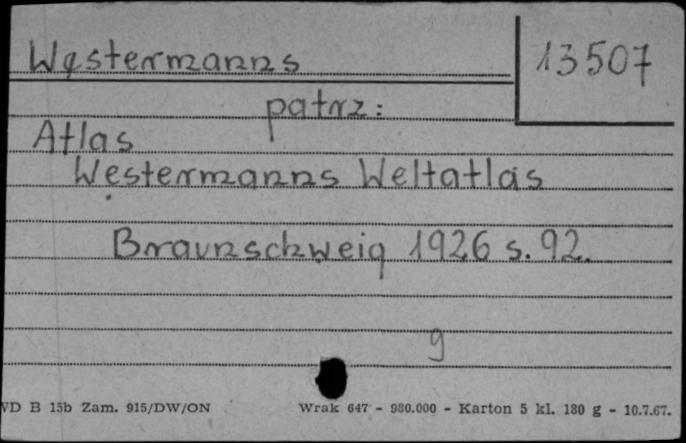 Westermanns
13507
patrz:
Atlas
Westermanns Weltatlas
Braunschweig 1926 s. 92.
g
VD B 15b Zam. 915/DW/ON Wrak 647 - 980.000 - Karton 5 kl. 180 g - 10.7.67.